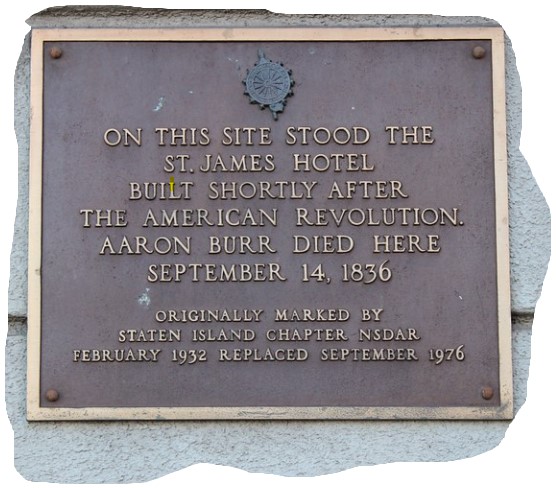 ON THIS SITE STOOD THE
ST. JAMES HOTEL
BUILT SHORTLY AFTER
THE AMERICAN REVOLUTION.
AARON BURR DIED HERE
SEPTEMBER 14, 1836
ORIGINALLY MARKED BY
STATEN ISLAND CHAPTER NSDAR
FEBRUARY 1932 REPLACED SEPTEMBER 1976